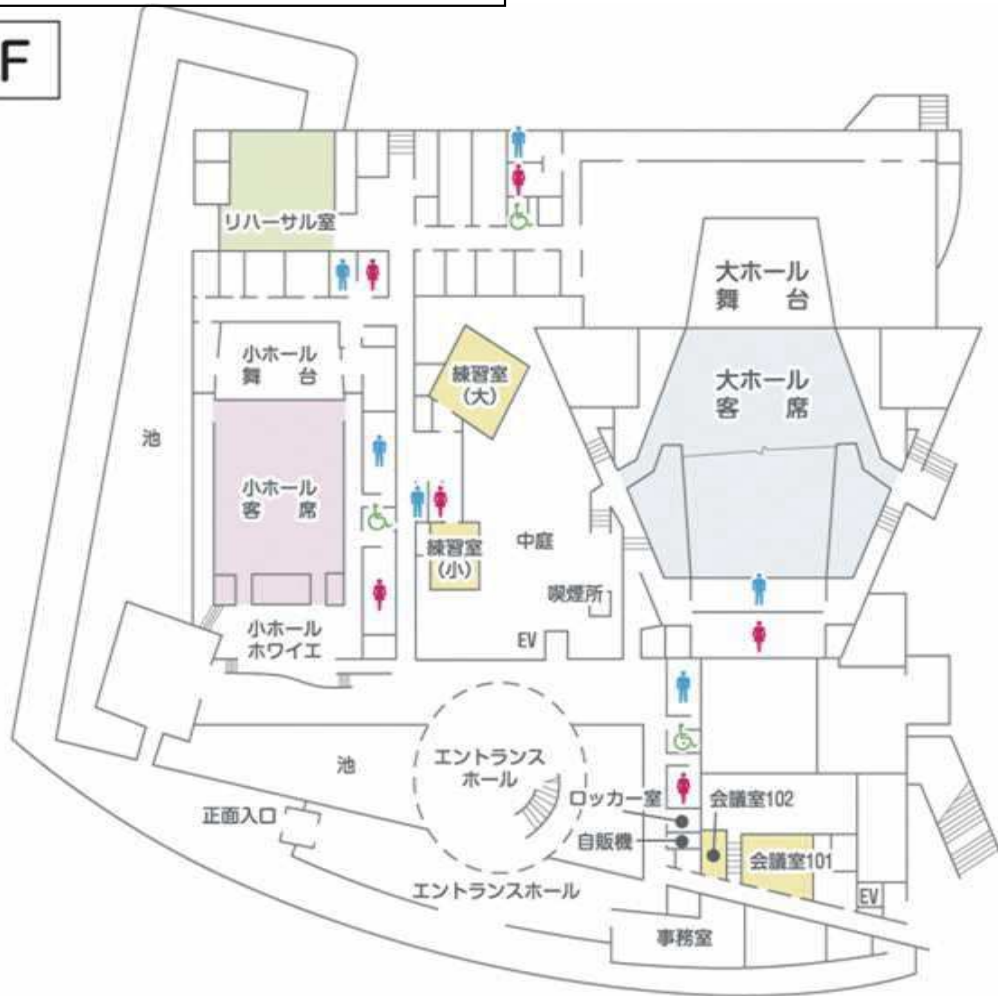 F
リハーサル室
大ホール
舞 台
小ホール
舞 台
練習室
(大)
大ホール
客 席
池
小ホール
客 席
練習室
(小)
中庭
喫煙所
小ホール
ホワイエ
EV
エントランス
ホール
池
ロッカー室
会議室102
正面入口
自販機
会議室101
エントランスホール
EV
事務室